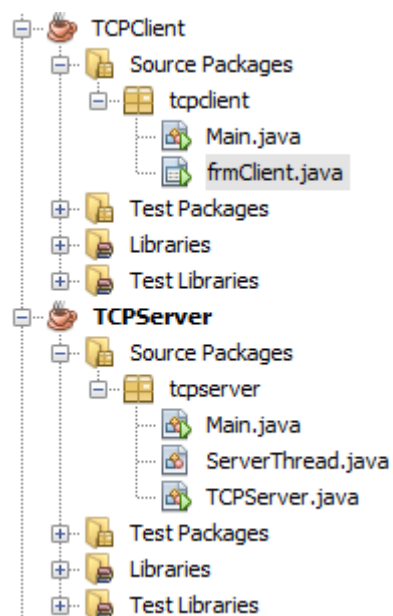 TCPClient
Source Packages
tcpclient
Main.java
frmClient.java
Test Packages
Libraries
Test Libraries
TCPServer
Source Packages
tcpserver
Main.java
ServerThread.java
TCPServer.java
Test Packages
Libraries
Test Libraries